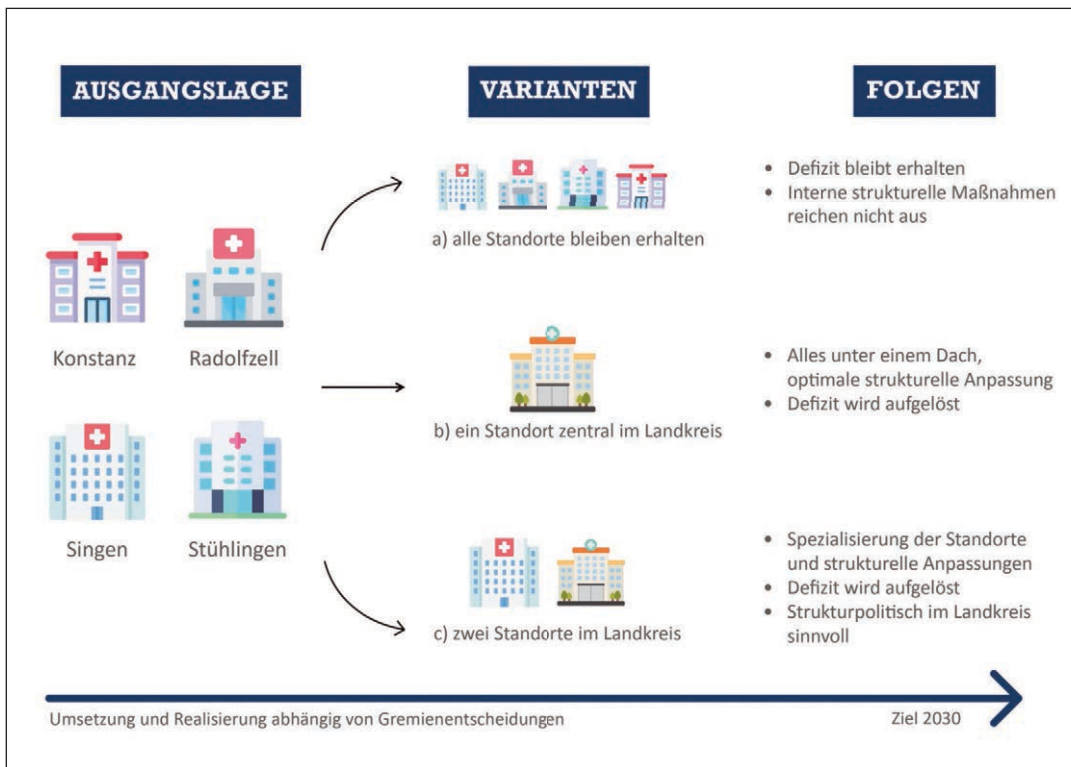 AUSGANGSLAGE
VARIANTEN
FOLGEN
Konstanz
Radolfzell
Singen
Stühlingen
a) alle Standorte bleiben erhalten
• Defizit bleibt erhalten
• Interne strukturelle Maßnahmen
reichen nicht aus
b) ein Standort zentral im Landkreis
• Alles unter einem Dach,
optimale strukturelle Anpassung
• Defizit wird aufgelöst
c) zwei Standorte im Landkreis
• Spezialisierung der Standorte
und strukturelle Anpassungen
• Defizit wird aufgelöst
• Strukturpolitisch im Landkreis
sinnvoll
Umsetzung und Realisierung abhängig von Gremienentscheidungen
Ziel 2030